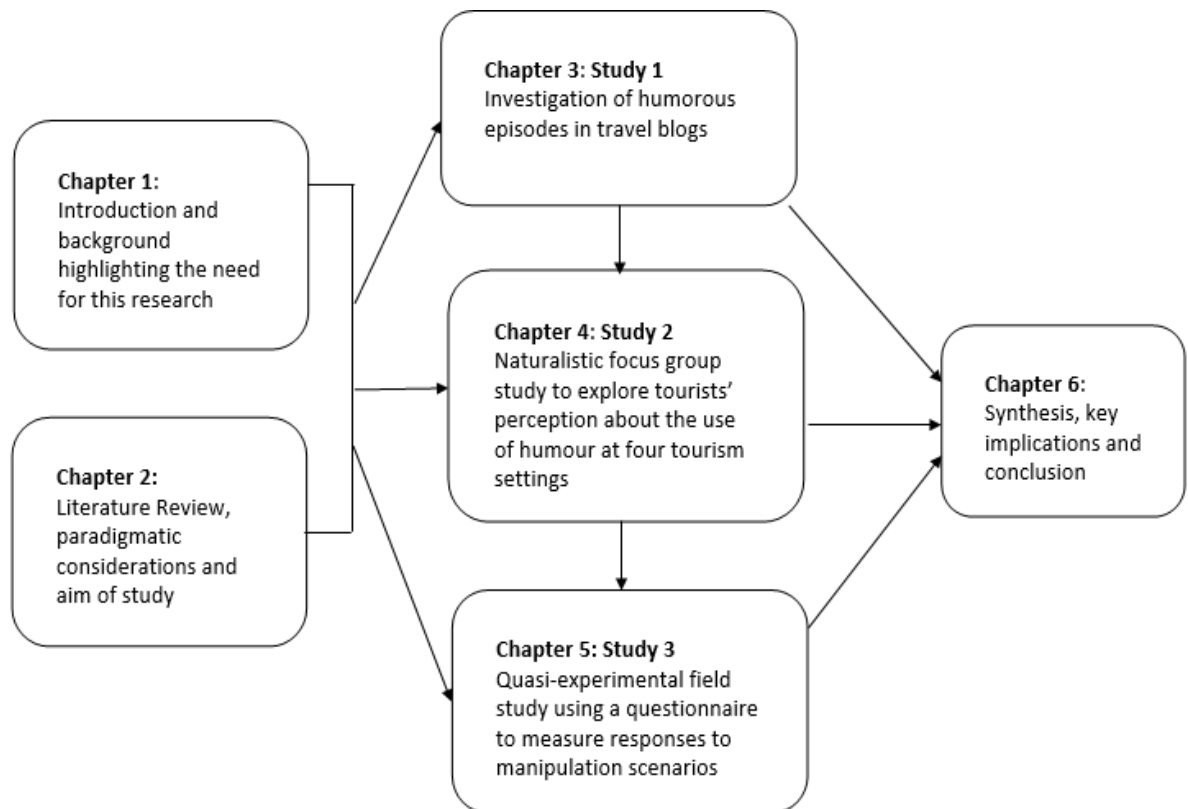 Chapter 1:
Introduction and
background
highlighting the need
for this research
Chapter 2:
Literature Review,
paradigmatic
considerations and
aim of study
Chapter 3: Study 1
Investigation of humorous
episodes in travel blogs
Chapter 4: Study 2
Naturalistic focus group
study to explore tourists’
perception about the use
of humour at four tourism
settings
Chapter 5: Study 3
Quasi-experimental field
study using a questionnaire
to measure responses to
manipulation scenarios
Chapter 6:
Synthesis, key
implications and
conclusion